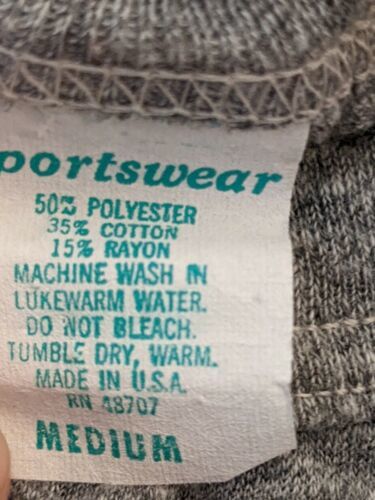 portswear
50% POLYESTER
35% COTTON
15% RAYON
MACHINE WASH IN
LUKEWARM WATER.
DO NOT BLEACH.
TUMBLE DRY, WARM.
MADE IN U.S.A.
RN 48707
MEDIUM